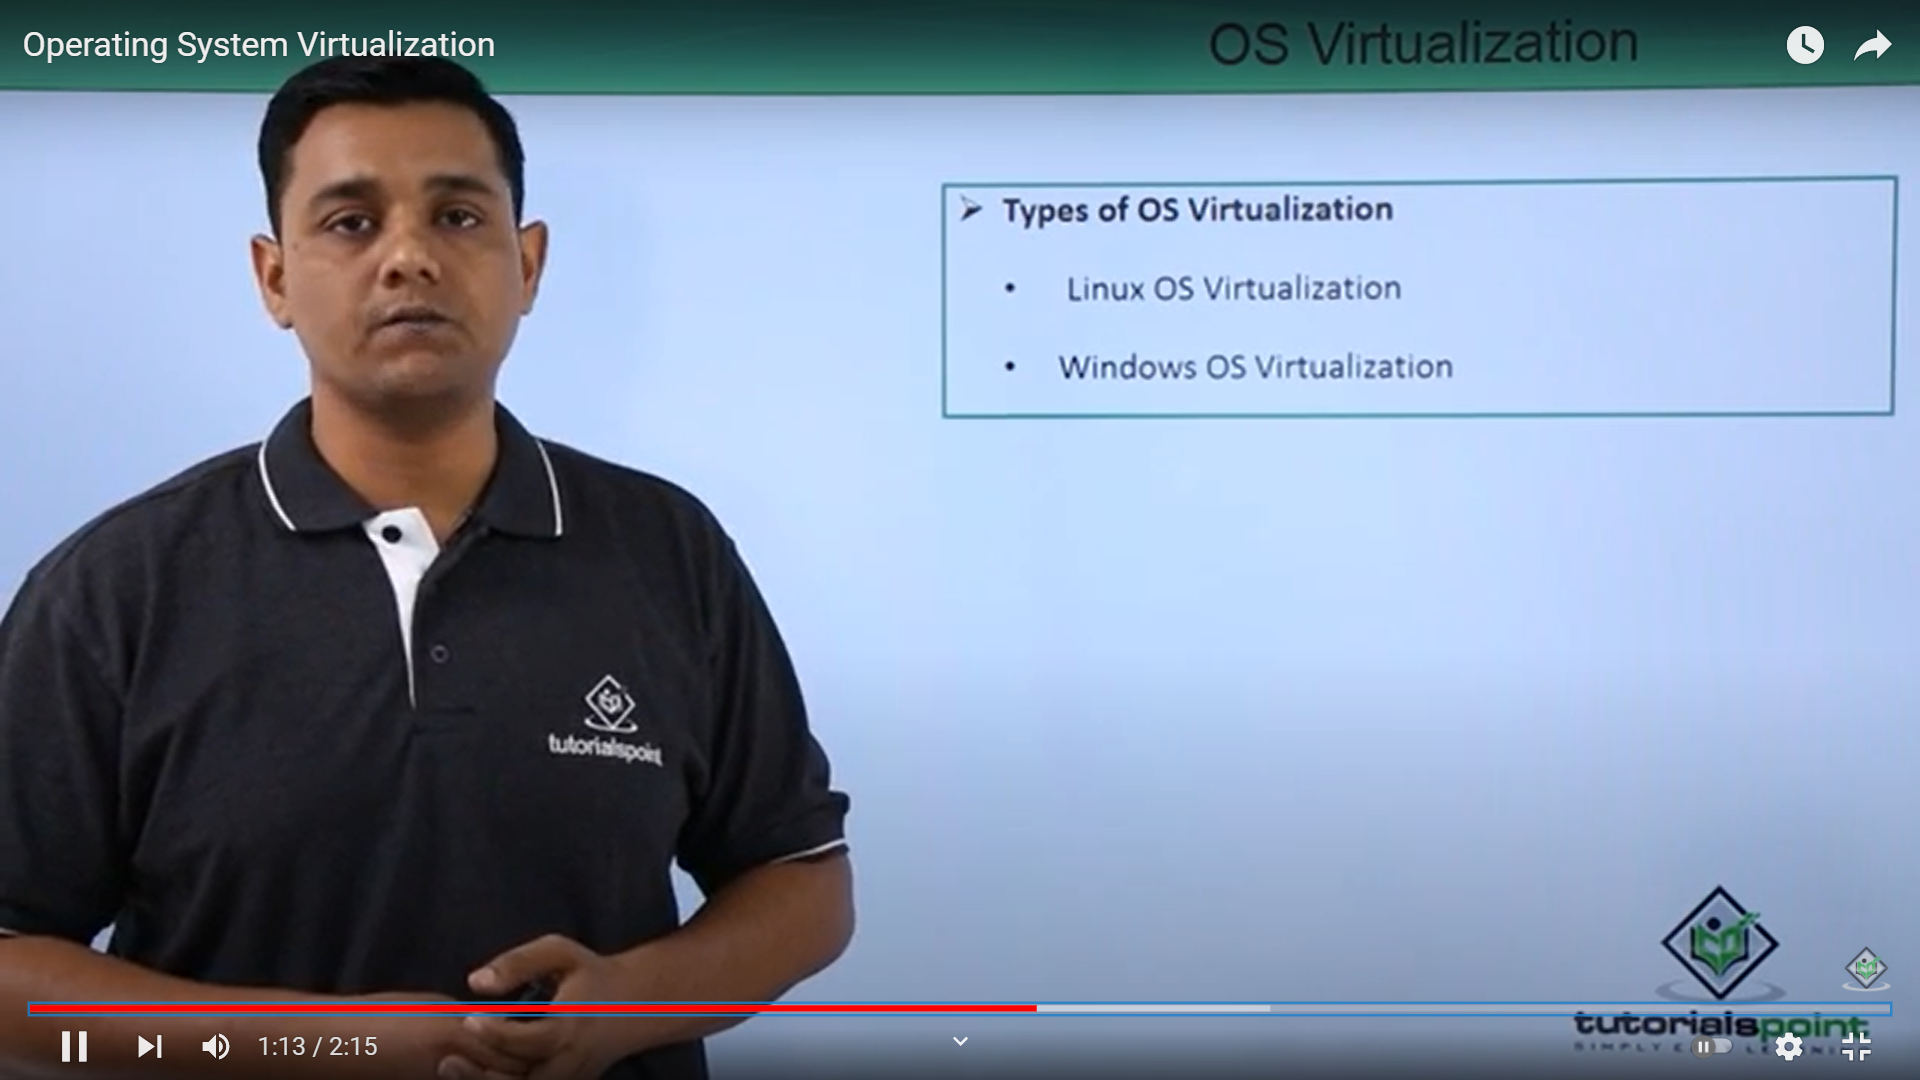 Operating System Virtualization
OS Virtualization
➢ Types of OS Virtualization
• Linux OS Virtualization
• Windows OS Virtualization
tutorialspoint
tutorialspoint
1:13 / 2:15